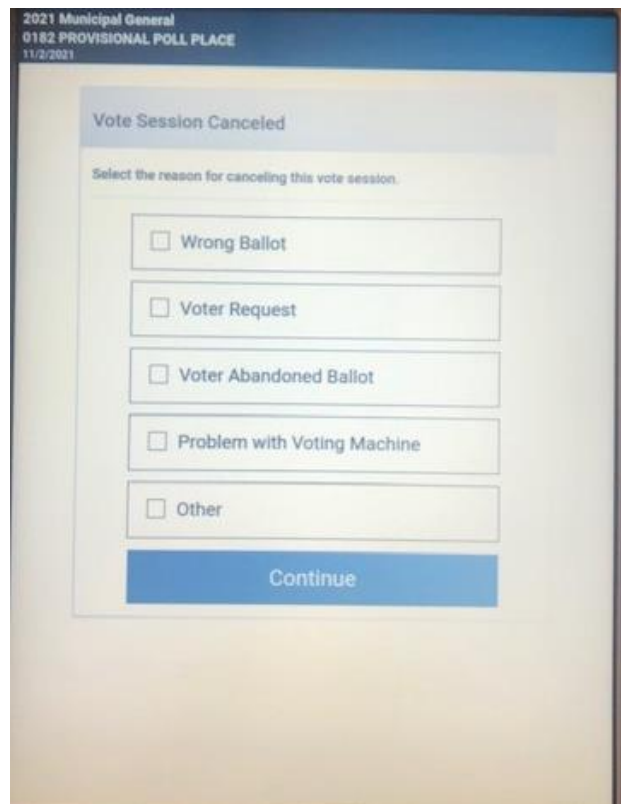 2021 Municipal General
0182 PROVISIONAL POLL PLACE
11/2/2021
Vote Session Canceled
Select the reason for canceling this vote session.
Wrong Ballot
Voter Request
Voter Abandoned Ballot
Problem with Voting Machine
Other
Continue